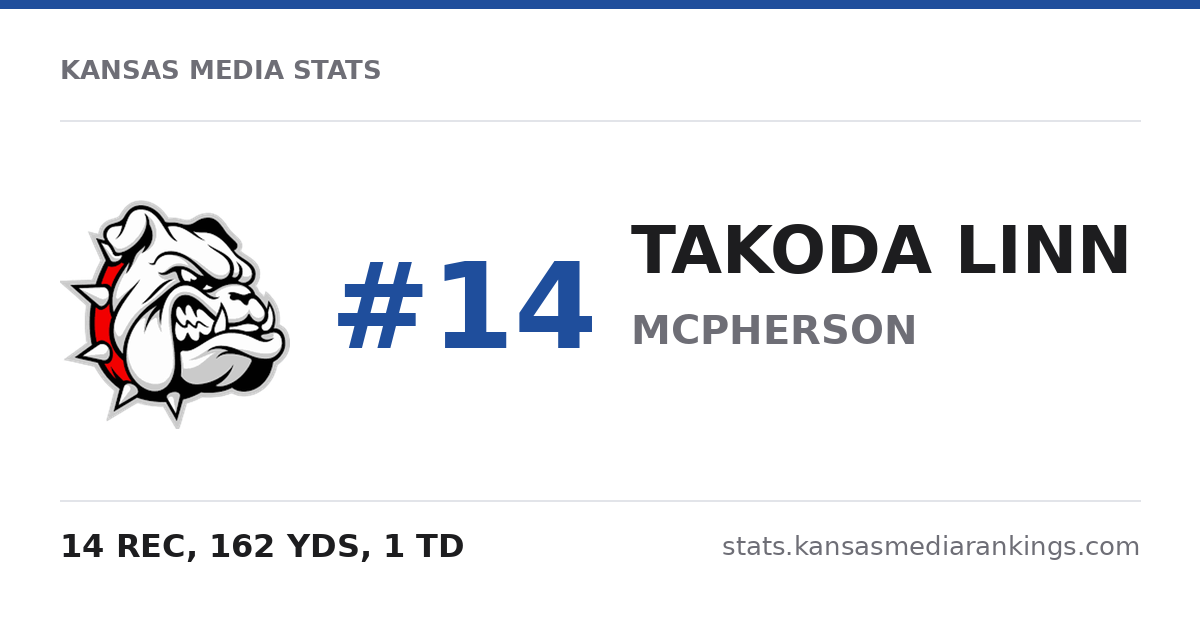 KANSAS MEDIA STATS
#14
TAKODA LINN
MCPHERSON
14 REC, 162 YDS, 1 TD
stats.kansasmediarankings.com